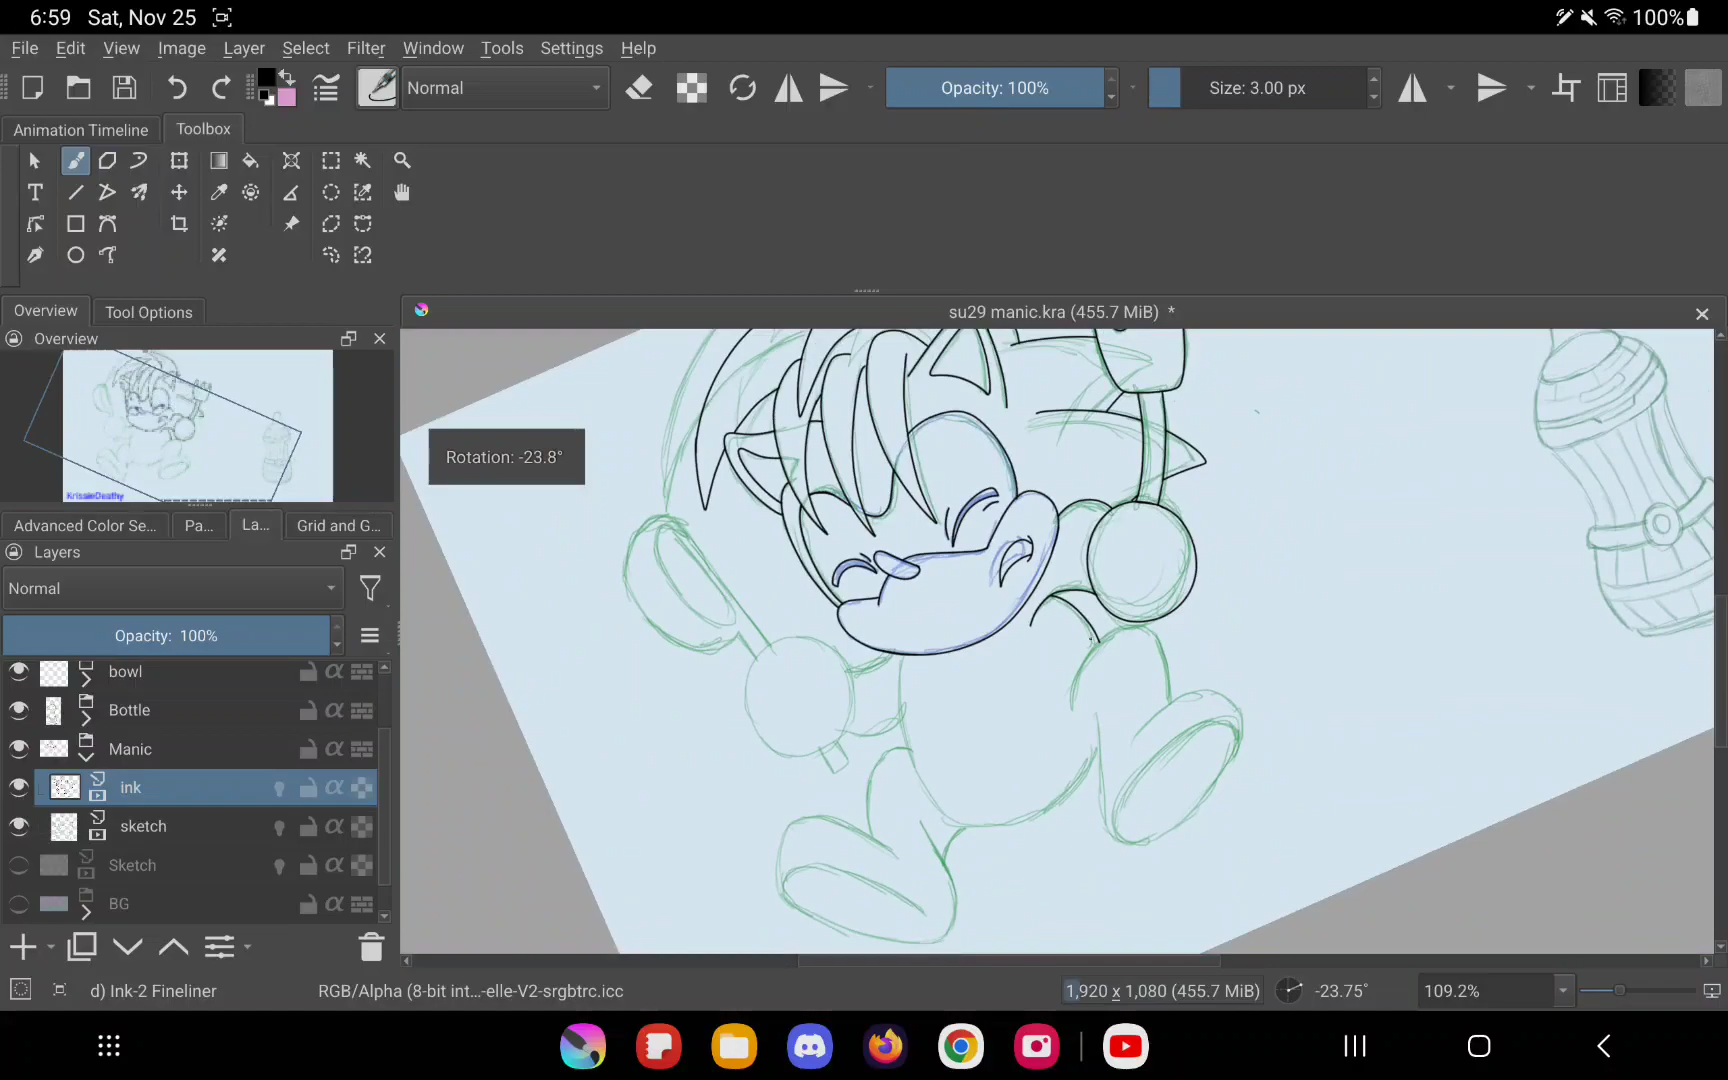 6:59 Sat, Nov 25 100%
File Edit View Image Layer Select Filter Window Tools Settings Help
Normal Opacity: 100% Size: 3.00 px
Animation Timeline Toolbox
Overview Tool Options
su29 manic.kra (455.7 MiB) *
Overview
Rotation: -23.8°
KrissieDeathy
Advanced Color Se... Pa... La... Grid and G...
Layers
Normal
Opacity: 100%
bowl
Bottle
Manic
ink
sketch
Sketch
BG
d) Ink-2 Fineliner RGB/Alpha (8-bit int...-elle-V2-srgbtrc.icc 1,920 x 1,080 (455.7 MiB) -23.75° 109.2%